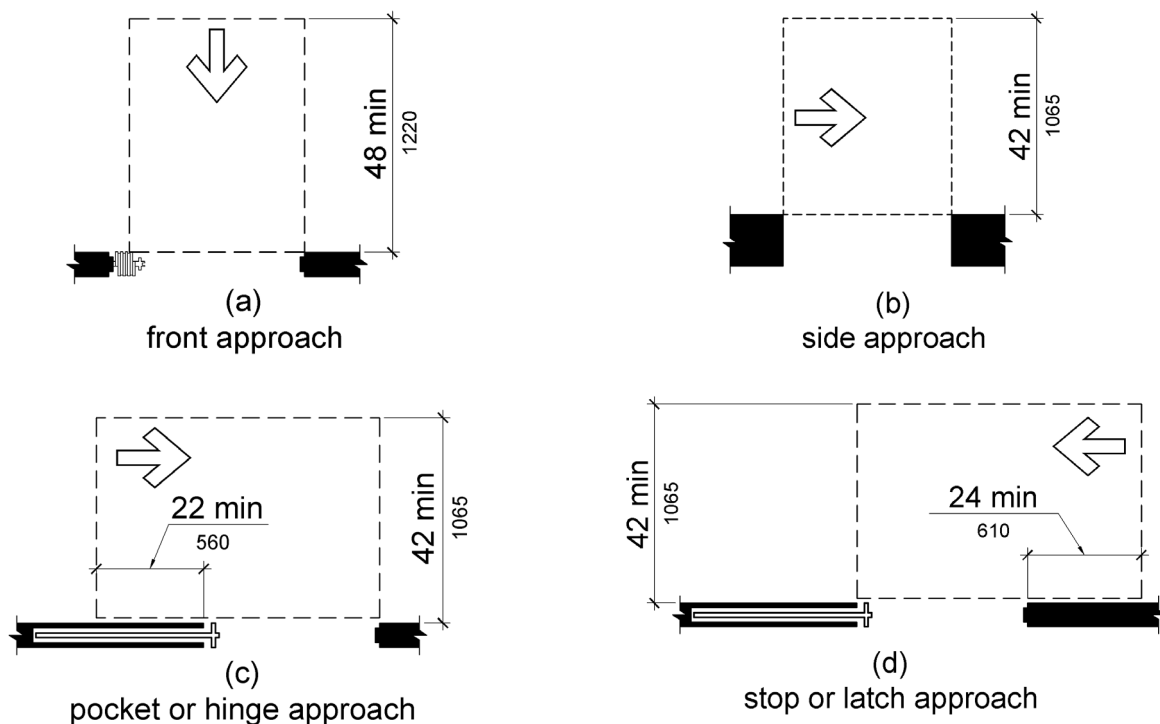 48 min
1220
(a)
front approach
42 min
1065
(b)
side approach
22 min
560
42 min
1065
(c)
pocket or hinge approach
42 min
1065
24 min
610
(d)
stop or latch approach